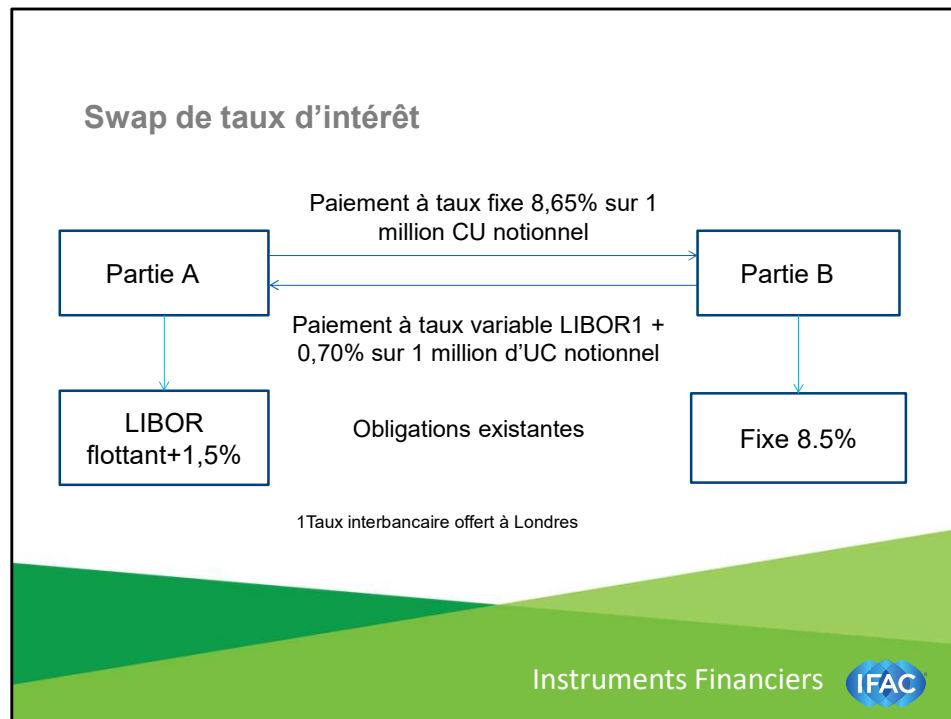 Swap de taux d’intérêt
Paiement à taux fixe 8,65% sur 1
million CU notionnel
Partie A
Partie B
Paiement à taux variable LIBOR1 +
0,70% sur 1 million d’UC notionnel
LIBOR
flottant+1,5%
Obligations existantes
Fixe 8.5%
1Taux interbancaire offert à Londres
Instruments Financiers
IFAC